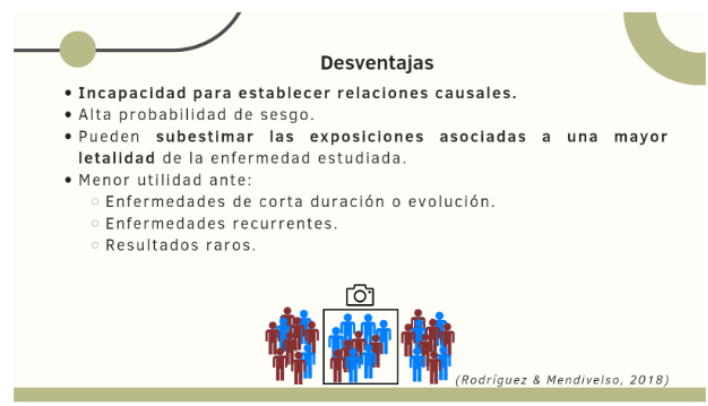 Desventajas
• Incapacidad para establecer relaciones causales.
• Alta probabilidad de sesgo.
• Pueden subestimar las exposiciones asociadas a una mayor
letalidad de la enfermedad estudiada.
• Menor utilidad ante:
○ Enfermedades de corta duración o evolución.
○ Enfermedades recurrentes.
○ Resultados raros.
(Rodríguez & Mendivelso, 2018)